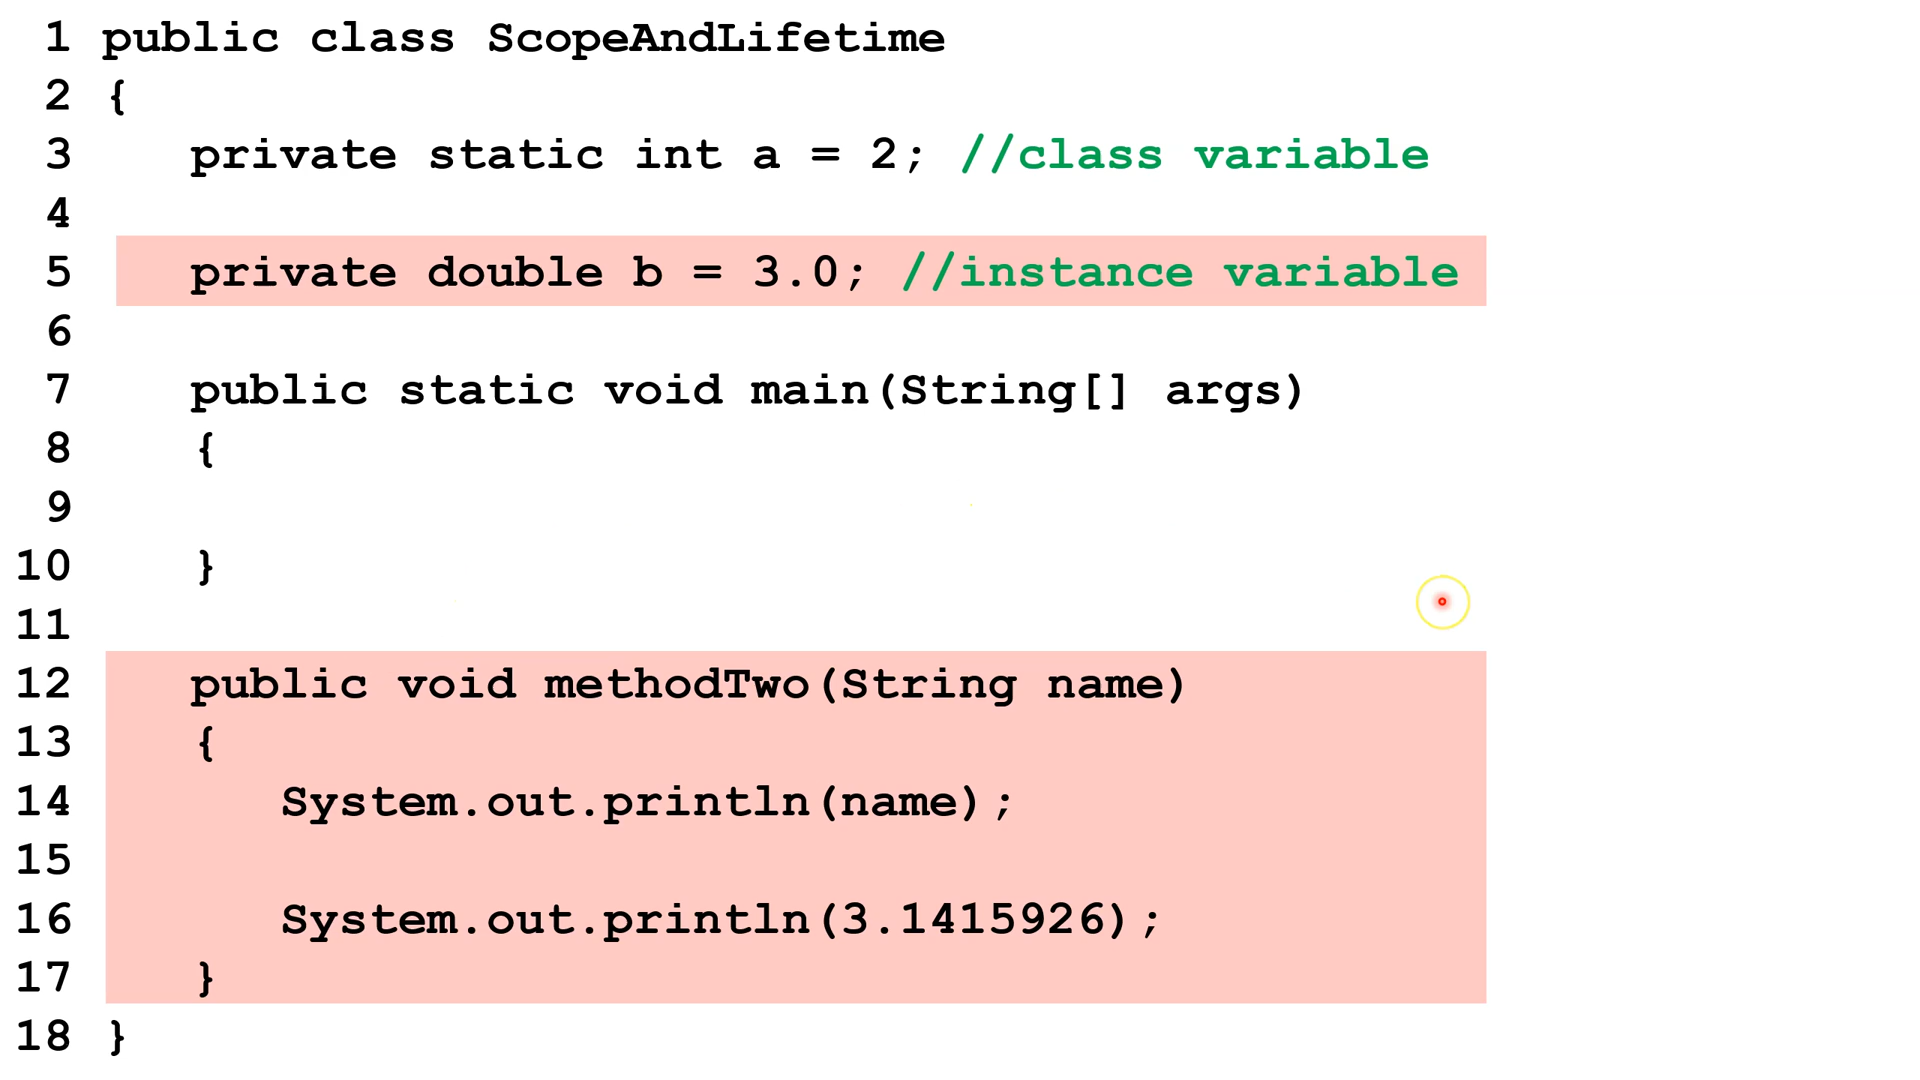 1 public class ScopeAndLifetime
2 {
3 private static int a = 2; //class variable
4
5 private double b = 3.0; //instance variable
6
7 public static void main(String[] args)
8 {
9
10 }
11
12 public void methodTwo(String name)
13 {
14 System.out.println(name);
15
16 System.out.println(3.1415926);
17 }
18 }